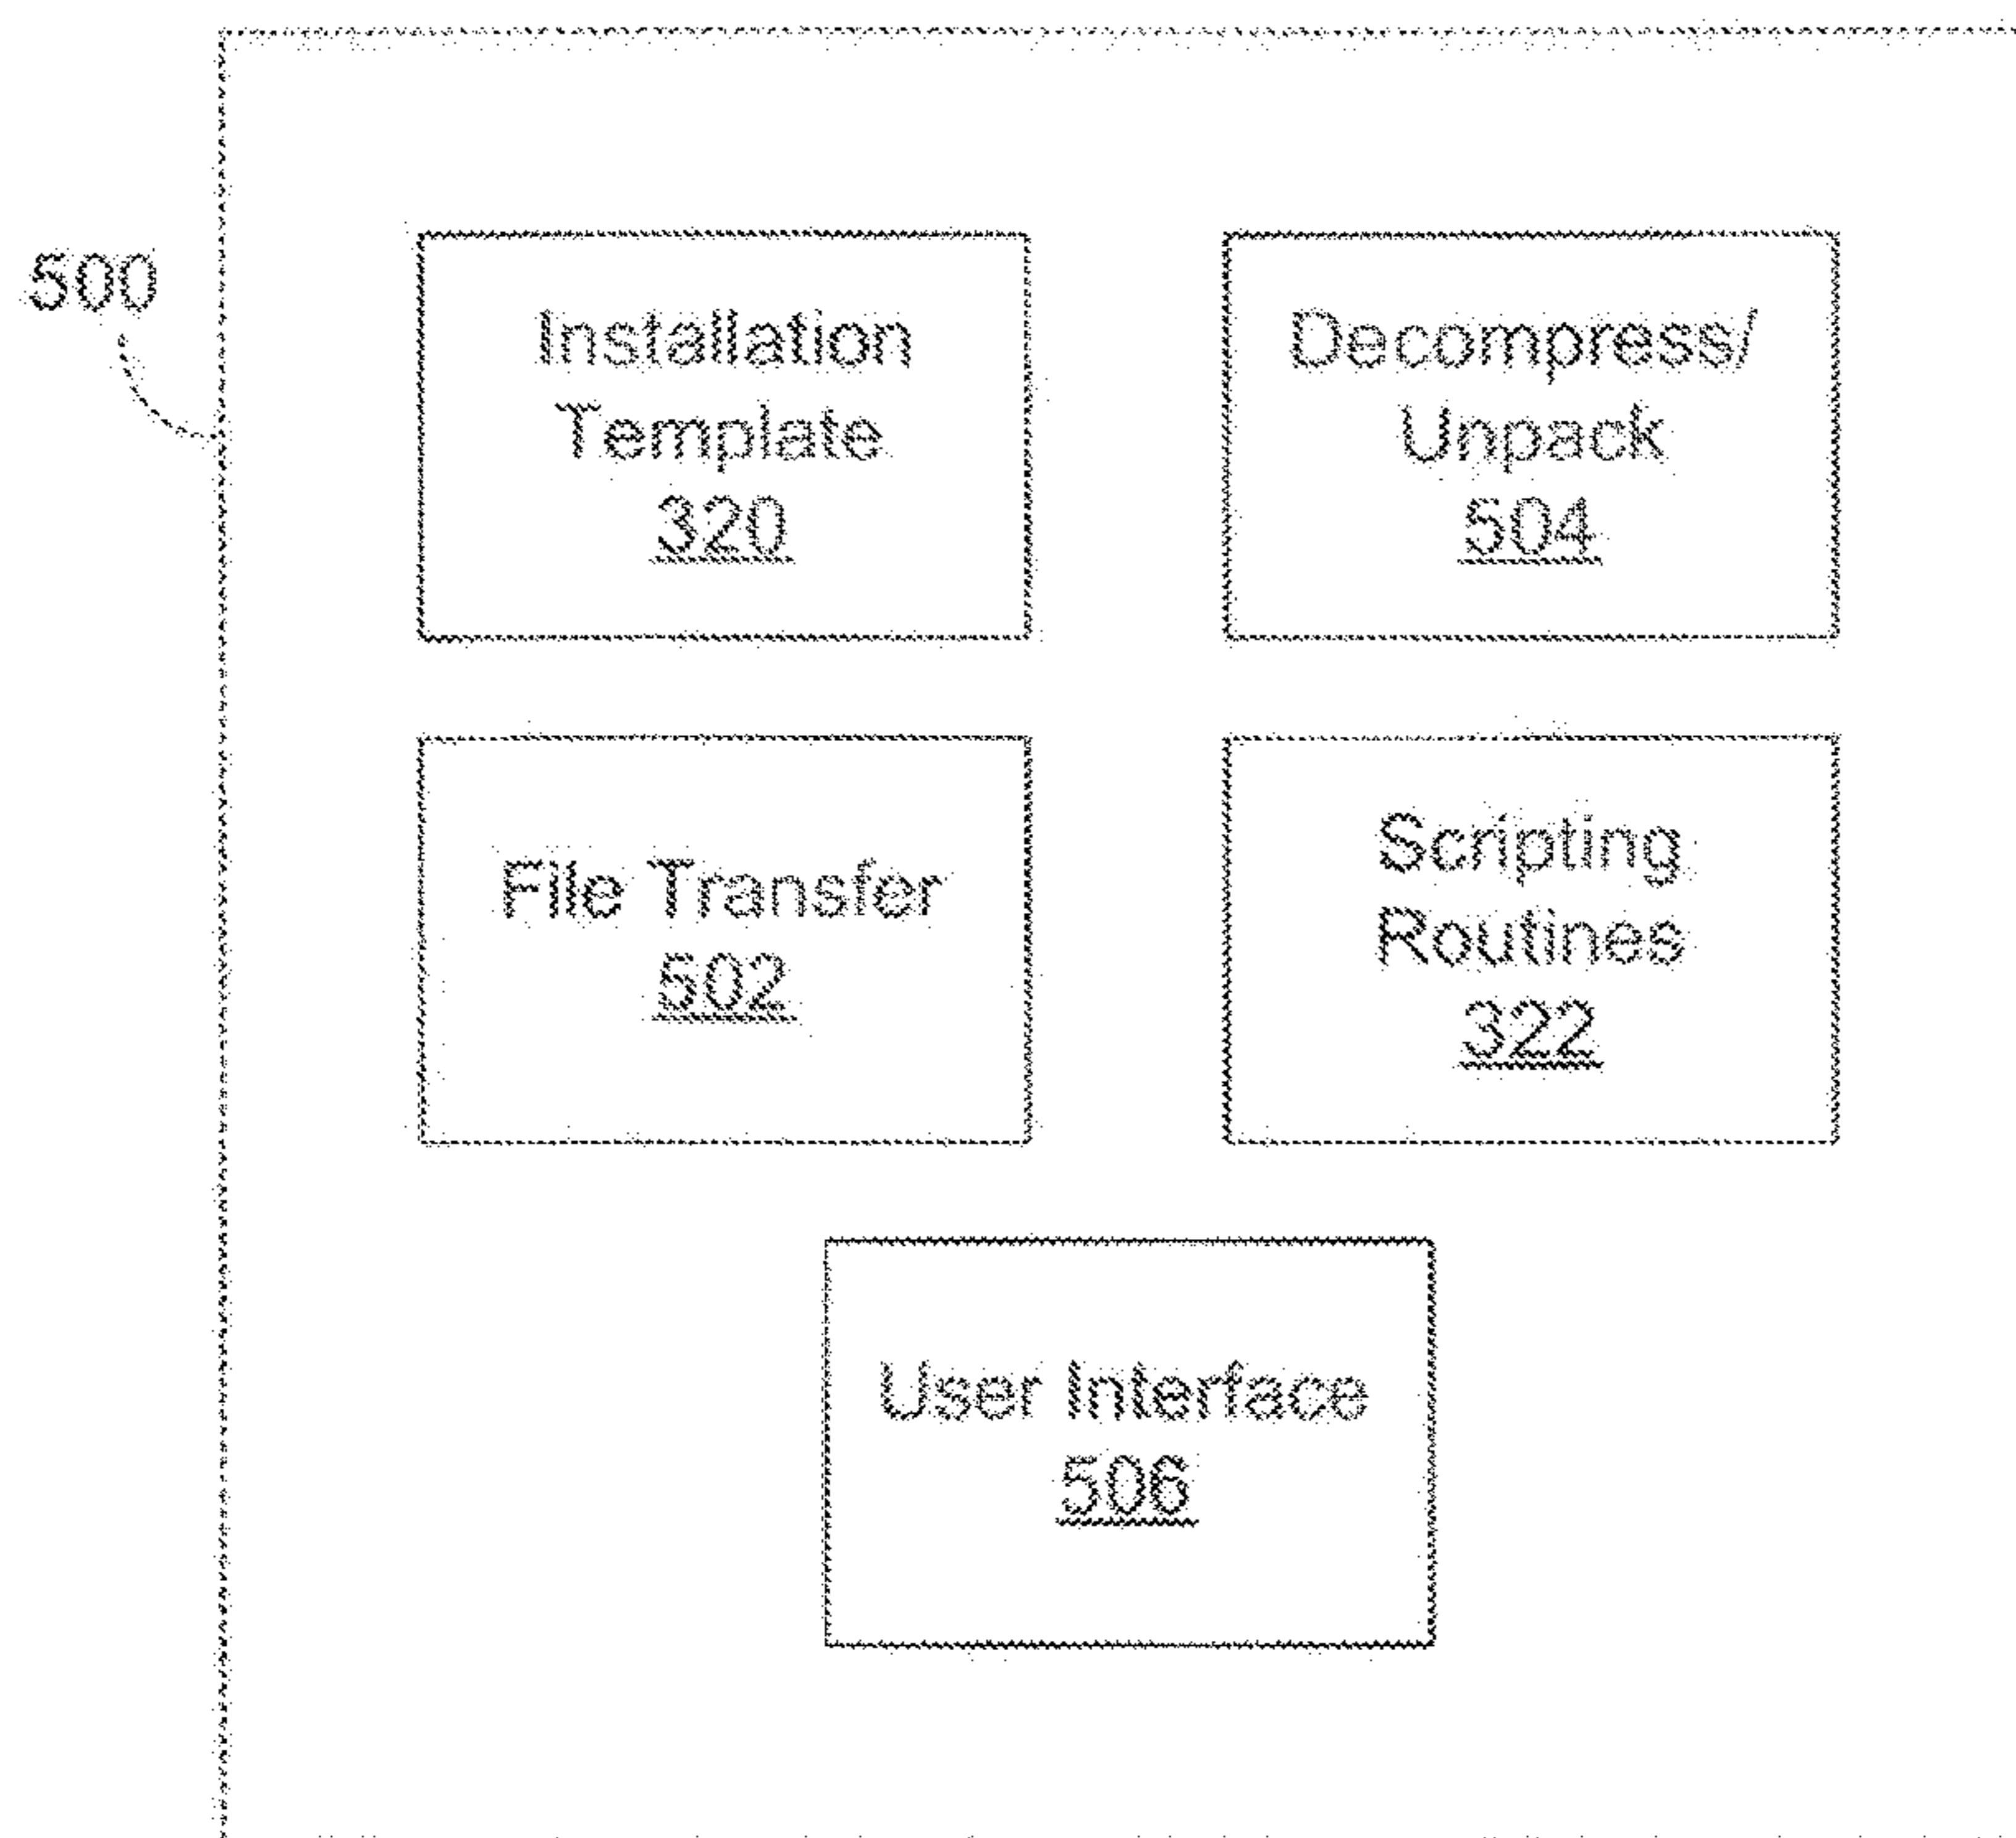 500
Installation
Template
320
Decompress/
Unpack
504
File Transfer
502
Scripting
Routines
322
User Interface
506